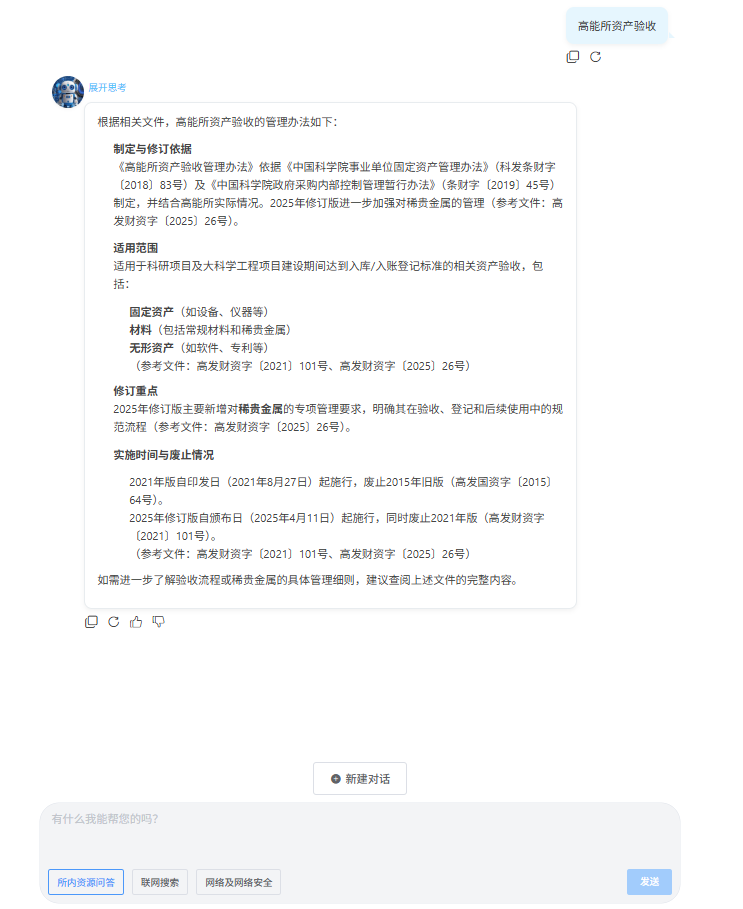 高能所资产验收
展开思考
根据相关文件，高能所资产验收的管理办法如下：
制定与修订依据
《高能所资产验收管理办法》依据《中国科学院事业单位固定资产管理办法》（科发条财字
〔2018〕83号）及《中国科学院政府采购内部控制管理暂行办法》（条财字〔2019〕45号）
制定，并结合高能所实际情况。2025年修订版进一步加强对稀贵金属的管理（参考文件：高
发财资字〔2025〕26号）。
适用范围
适用于科研项目及大科学工程项目建设期间达到入库/入账登记标准的相关资产验收，包
括：
固定资产（如设备、仪器等）
材料（包括常规材料和稀贵金属）
无形资产（如软件、专利等）
（参考文件：高发财资字〔2021〕101号、高发财资字〔2025〕26号）
修订重点
2025年修订版主要新增对稀贵金属的专项管理要求，明确其在验收、登记和后续使用中的规
范流程（参考文件：高发财资字〔2025〕26号）。
实施时间与废止情况
2021年版自印发日（2021年8月27日）起施行，废止2015年旧版（高发国资字〔2015〕
64号）。
2025年修订版自颁布日（2025年4月11日）起施行，同时废止2021年版（高发财资字
〔2021〕101号）。
（参考文件：高发财资字〔2021〕101号、高发财资字〔2025〕26号）
如需进一步了解验收流程或稀贵金属的具体管理细则，建议查阅上述文件的完整内容。
新建对话
有什么我能帮您的吗？
所内资源问答 联网搜索 网络及网络安全 发送